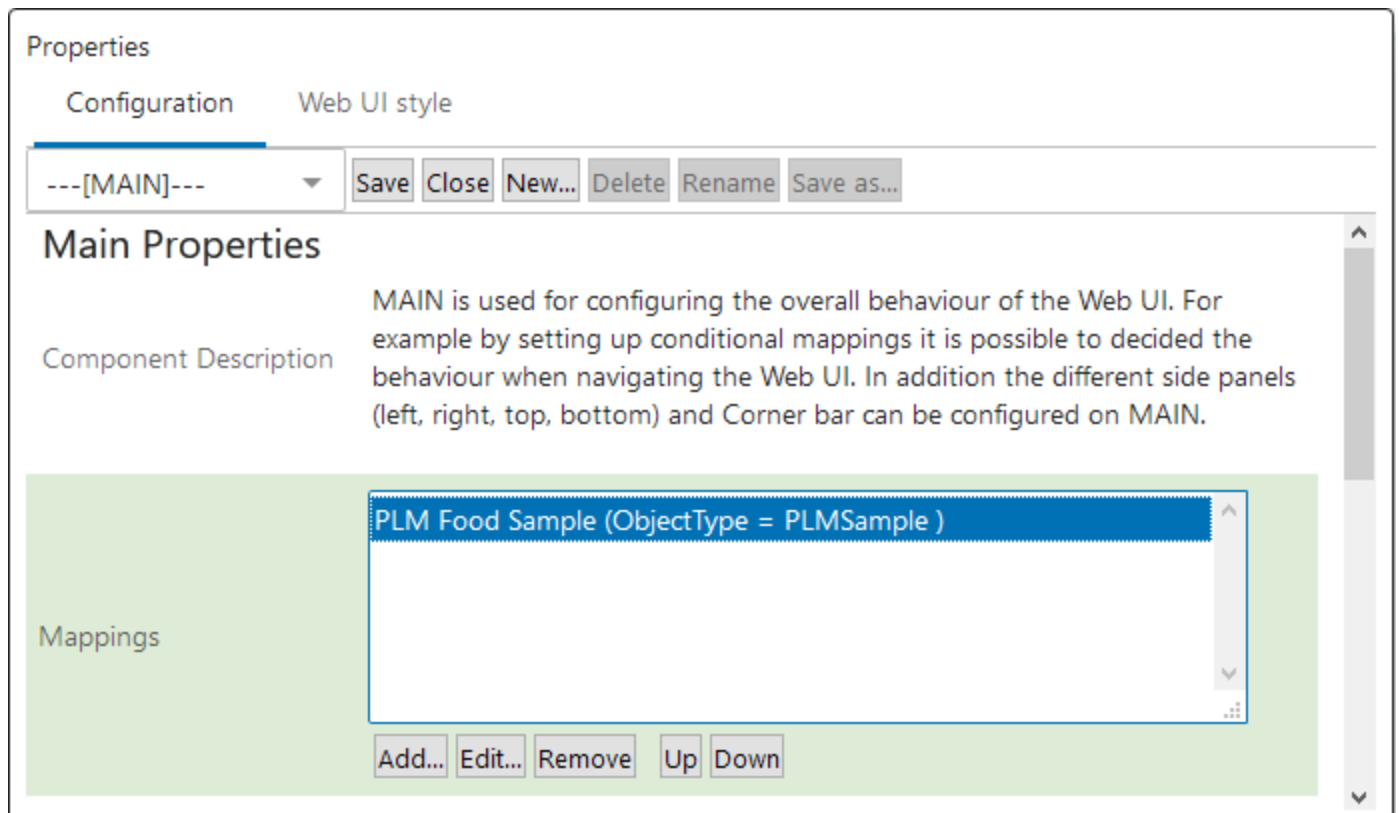 Properties
Configuration Web UI style
---[MAIN]--- Save Close New... Delete Rename Save as...
Main Properties
Component Description
MAIN is used for configuring the overall behaviour of the Web UI. For
example by setting up conditional mappings it is possible to decided the
behaviour when navigating the Web UI. In addition the different side panels
(left, right, top, bottom) and Corner bar can be configured on MAIN.
Mappings
PLM Food Sample (ObjectType = PLMSample )
Add... Edit... Remove Up Down